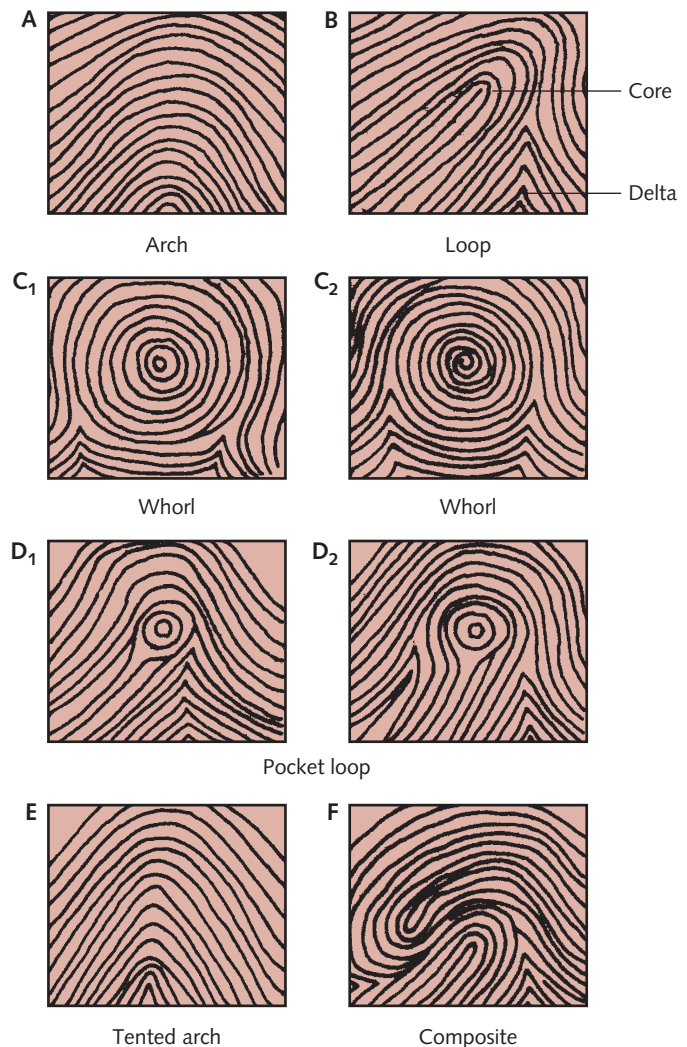 A
B
Core
Delta
Arch
Loop
C1
C2
Whorl
Whorl
D1
D2
Pocket loop
E
F
Tented arch
Composite